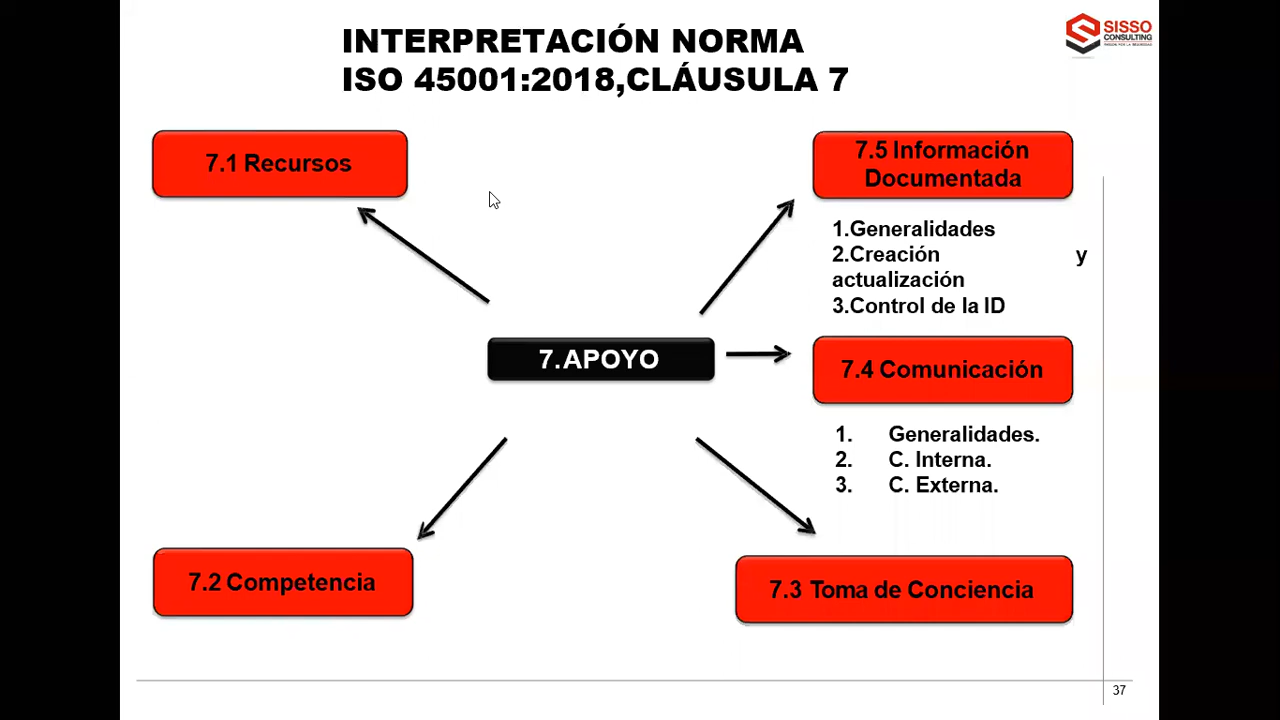 INTERPRETACIÓN NORMA
ISO 45001:2018,CLÁUSULA 7
SISSO
CONSULTING
7.1 Recursos
7.5 Información
Documentada
1.Generalidades
2.Creación y
actualización
3.Control de la ID
7.APOYO
7.4 Comunicación
1. Generalidades.
2. C. Interna.
3. C. Externa.
7.2 Competencia
7.3 Toma de Conciencia
37